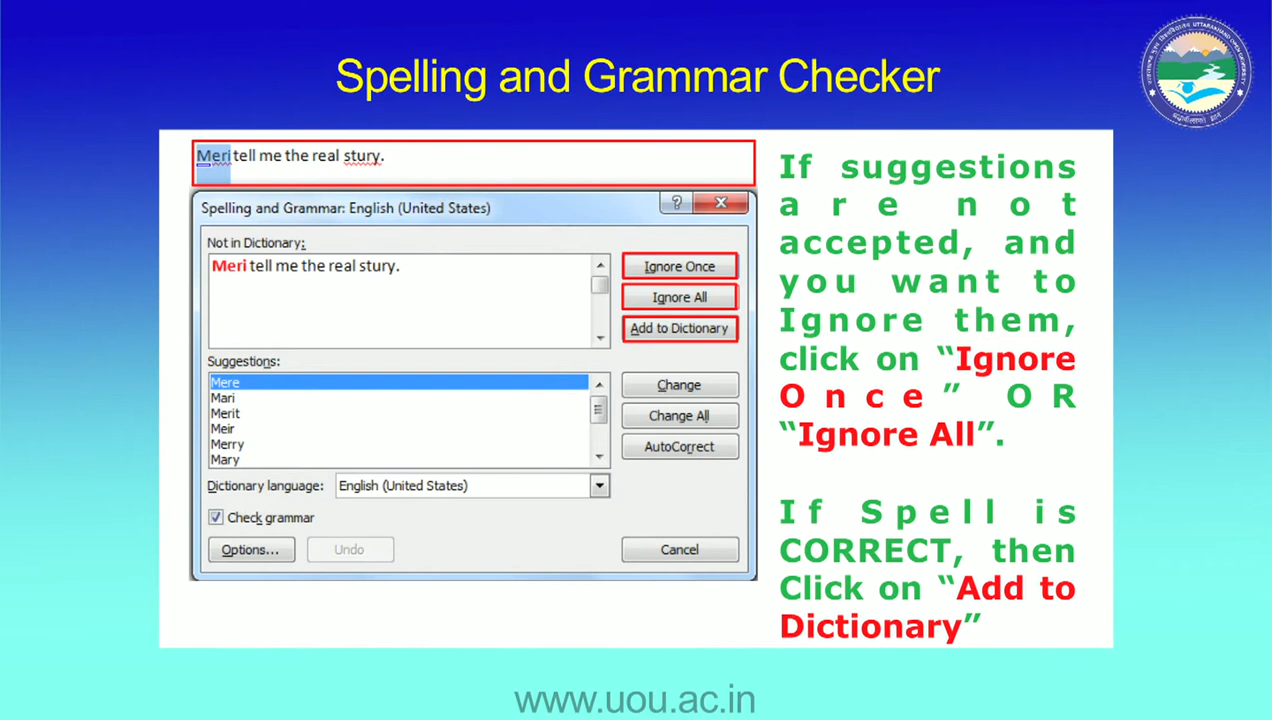 Spelling and Grammar Checker
Meri tell me the real stury.
Spelling and Grammar: English (United States)
?
Not in Dictionary:
Meri tell me the real stury.
Ignore Once
Ignore All
Add to Dictionary
Suggestions:
Mere
Mari
Merit
Meir
Merry
Mary
Change
Change All
AutoCorrect
Dictionary language:
English (United States)
Check grammar
Options...
Undo
Cancel
If suggestions
are not
accepted, and
you want to
Ignore them,
click on “Ignore
Once” OR
“Ignore All”.
If Spell is
CORRECT, then
Click on “Add to
Dictionary”
www.uou.ac.in